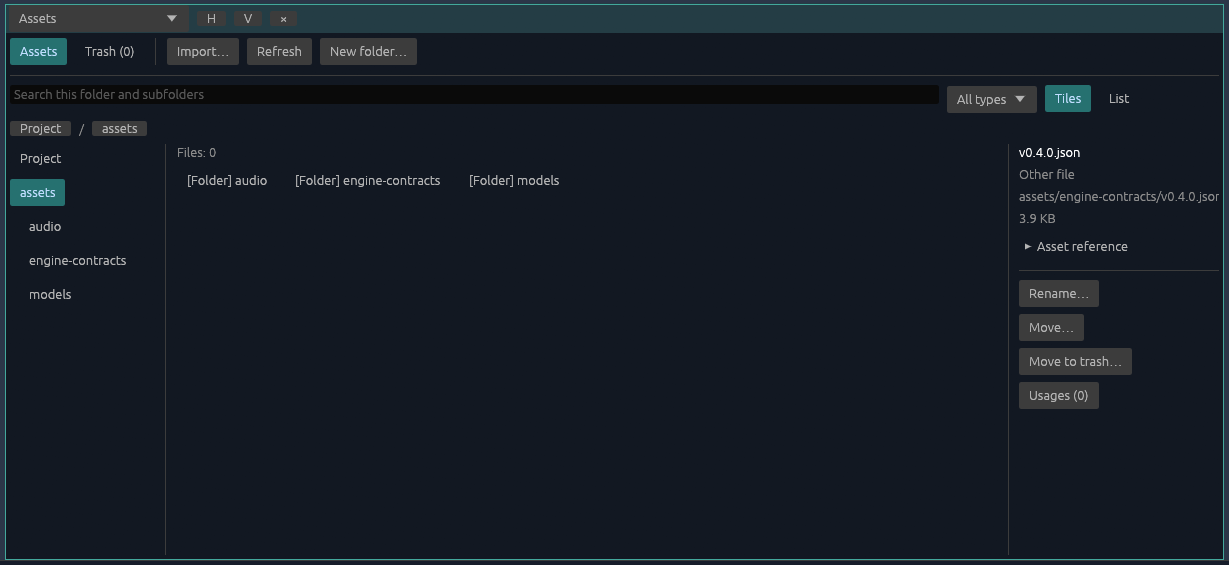 Assets H V ×
Assets Trash (0) Import... Refresh New folder...
Search this folder and subfolders All types Tiles List
Project / assets
Project
assets
audio
engine-contracts
models
Files: 0
[Folder] audio [Folder] engine-contracts [Folder] models
v0.4.0.json
Other file
assets/engine-contracts/v0.4.0.json
3.9 KB
Asset reference
Rename...
Move...
Move to trash...
Usages (0)